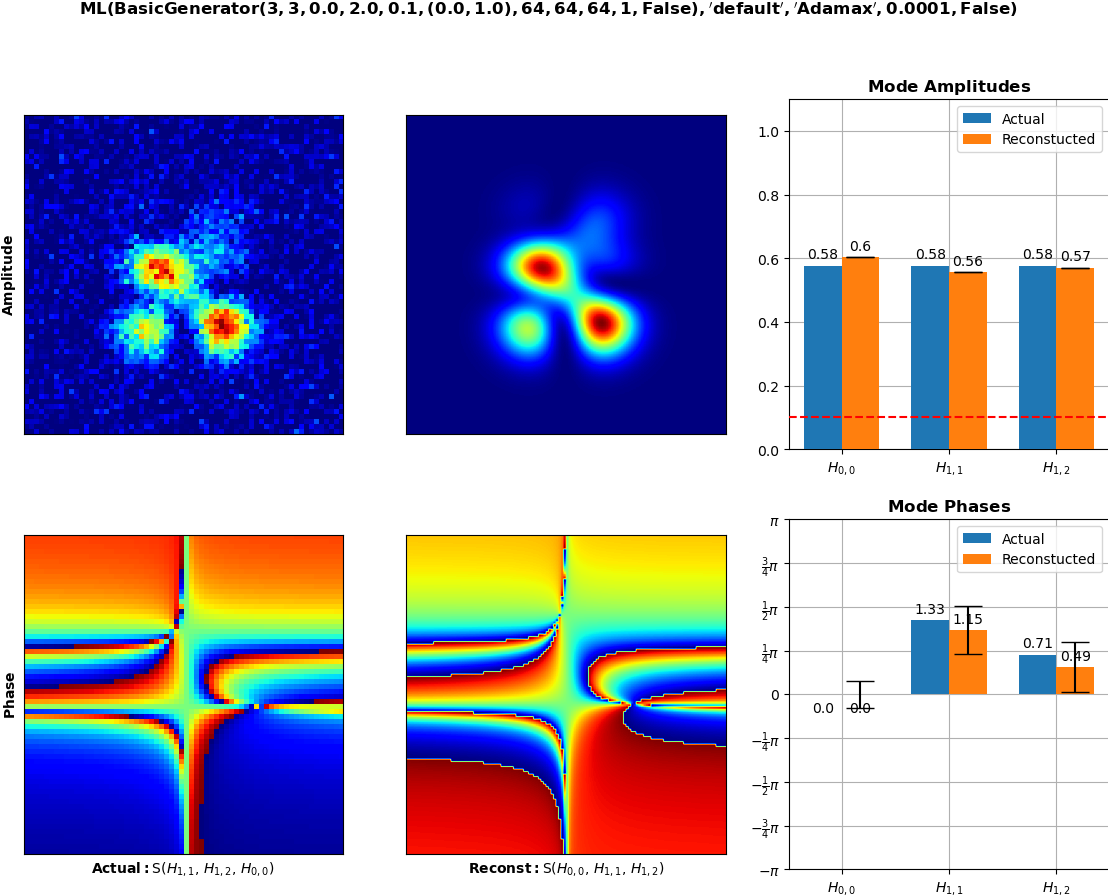 ML(BasicGenerator(3, 3, 0.0, 2.0, 0.1, (0.0, 1.0), 64, 64, 64, 1, False), ′default′, ′Adamax′, 0.0001, False)
Amplitude
Mode Amplitudes
Actual
Reconstucted
1.0
0.8
0.6
0.4
0.2
0.0
0.58
0.6
0.58
0.56
0.58
0.57
H0,0
H1,1
H1,2
Phase
Actual: S(H1,1, H1,2, H0,0)
Reconst: S(H0,0, H1,1, H1,2)
Mode Phases
Actual
Reconstucted
π
3/4π
1/2π
1/4π
0
−1/4π
−1/2π
−3/4π
−π
0.0
0.0
1.33
1.15
0.71
0.49
H0,0
H1,1
H1,2